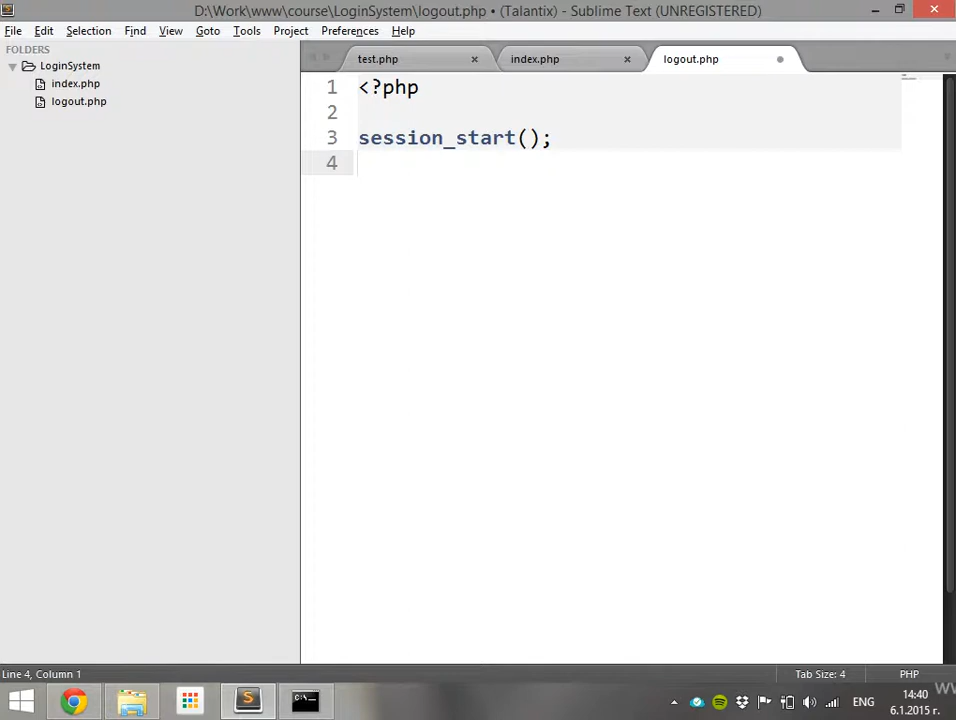 D:\Work\www\course\LoginSystem\logout.php • (Talantix) - Sublime Text (UNREGISTERED)
File Edit Selection Find View Goto Tools Project Preferences Help
FOLDERS
LoginSystem
index.php
logout.php
test.php × index.php × logout.php
1 <?php
2
3 session_start();
4
Line 4, Column 1 Tab Size: 4 PHP
S C:\ ЕНГ 14:40
6.1.2015 г.